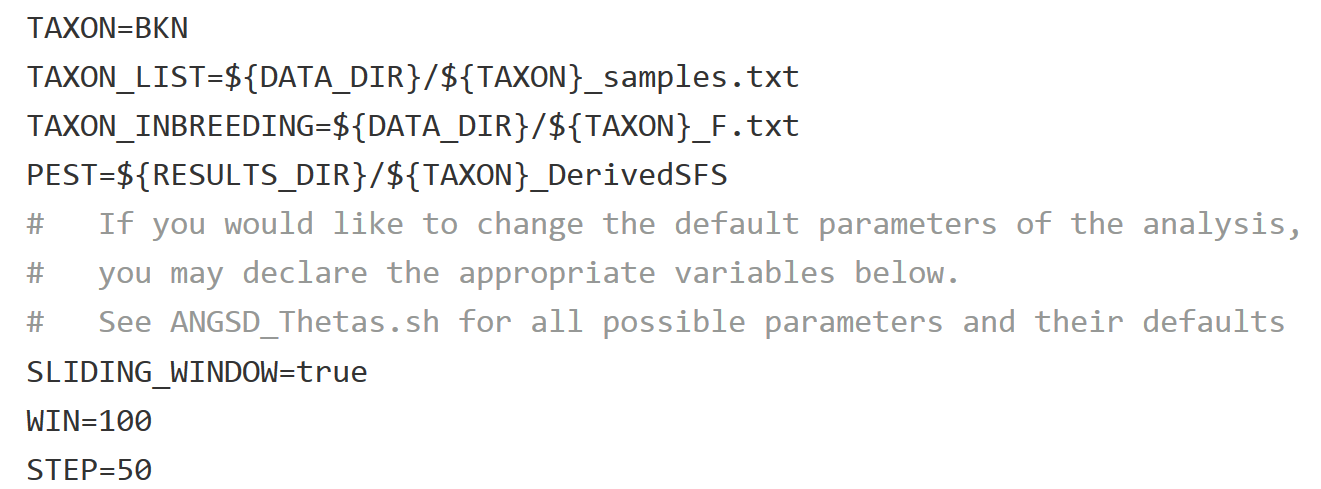 TAXON=BKN
TAXON_LIST=${DATA_DIR}/${TAXON}_samples.txt
TAXON_INBREEDING=${DATA_DIR}/${TAXON}_F.txt
PEST=${RESULTS_DIR}/${TAXON}_DerivedSFS
#   If you would like to change the default parameters of the analysis,
#   you may declare the appropriate variables below.
#   See ANGSD_Thetas.sh for all possible parameters and their defaults
SLIDING_WINDOW=true
WIN=100
STEP=50